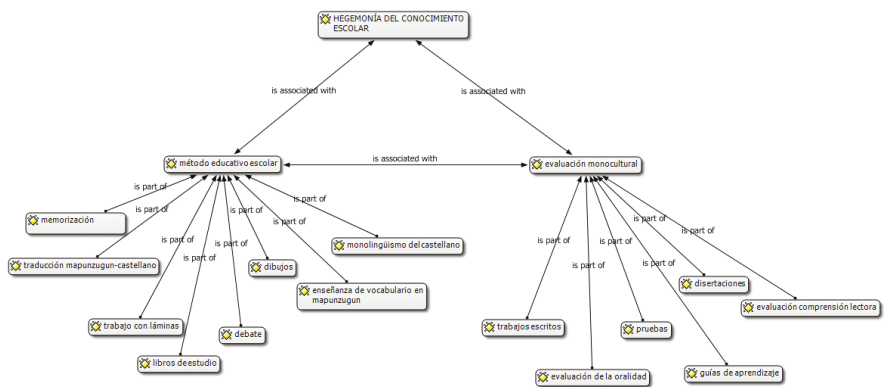 HEGEMONÍA DEL CONOCIMIENTO
ESCOLAR
is associated with
is associated with
método educativo escolar
is associated with
evaluación monocultural
is part of
memorización
is part of
traducción mapunzugun-castellano
is part of
trabajo con láminas
is part of
libros de estudio
is part of
debate
is part of
dibujos
is part of
enseñanza de vocabulario en
mapunzugun
is part of
monolingüismo del castellano
is part of
trabajos escritos
is part of
evaluación de la oralidad
is part of
pruebas
is part of
guías de aprendizaje
is part of
disertaciones
is part of
evaluación comprensión lectora